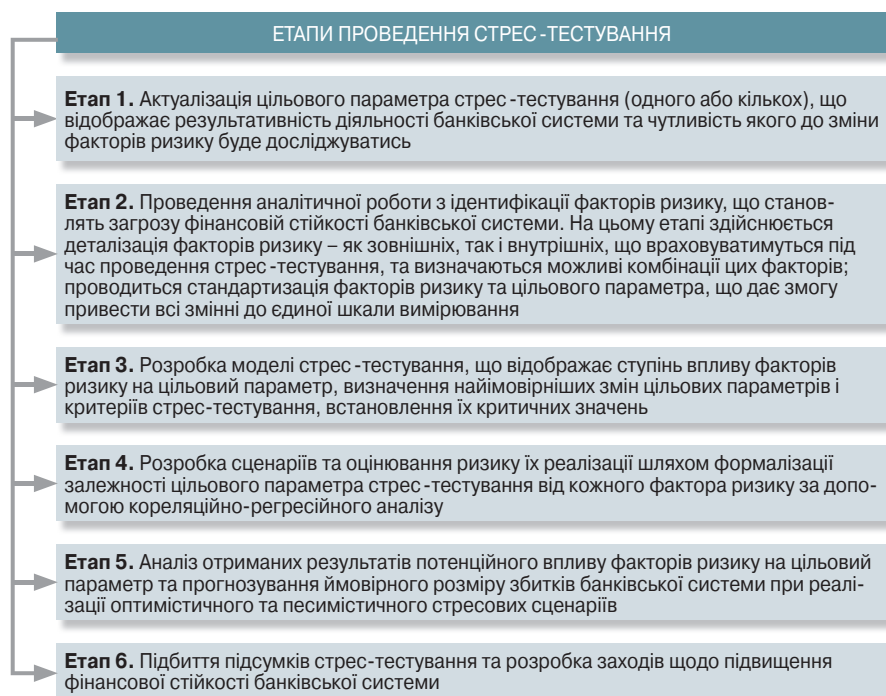 ЕТАПИ ПРОВЕДЕННЯ СТРЕС-ТЕСТУВАННЯ
Етап 1. Актуалізація цільового параметра стрес-тестування (одного або кількох), що
відображає результативність діяльності банківської системи та чутливість якого до зміни
факторів ризику буде досліджуватись
Етап 2. Проведення аналітичної роботи з ідентифікації факторів ризику, що станов-
лять загрозу фінансовій стійкості банківської системи. На цьому етапі здійснюється
деталізація факторів ризику – як зовнішніх, так і внутрішніх, що враховуватимуться під
час проведення стрес-тестування, та визначаються можливі комбінації цих факторів;
проводиться стандартизація факторів ризику та цільового параметра, що дає змогу
привести всі змінні до єдиної шкали вимірювання
Етап 3. Розробка моделі стрес-тестування, що відображає ступінь впливу факторів
ризику на цільовий параметр, визначення найімовірніших змін цільових параметрів і
критеріїв стрес-тестування, встановлення їх критичних значень
Етап 4. Розробка сценаріїв та оцінювання ризику їх реалізації шляхом формалізації
залежності цільового параметра стрес-тестування від кожного фактора ризику за допо-
могою кореляційно-регресійного аналізу
Етап 5. Аналіз отриманих результатів потенційного впливу факторів ризику на цільовий
параметр та прогнозування ймовірного розміру збитків банківської системи при реалі-
зації оптимістичного та песимістичного стресових сценаріїв
Етап 6. Підбиття підсумків стрес-тестування та розробка заходів щодо підвищення
фінансової стійкості банківської системи